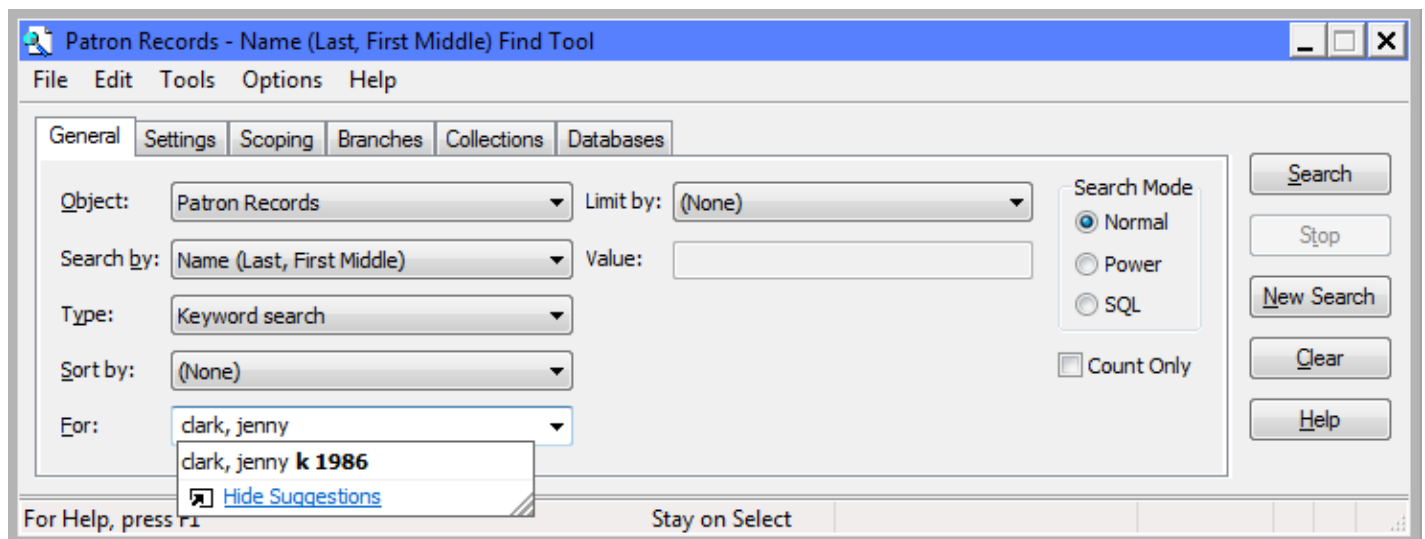 Patron Records - Name (Last, First Middle) Find Tool
File Edit Tools Options Help
General Settings Scoping Branches Collections Databases
Object: Patron Records Limit by: (None)
Search by: Name (Last, First Middle) Value:
Type: Keyword search
Sort by: (None)
For: clark, jenny
clark, jenny k 1986
Hide Suggestions
Search Mode
Normal
Power
SQL
Count Only
Search
Stop
New Search
Clear
Help
For Help, press F1 Stay on Select